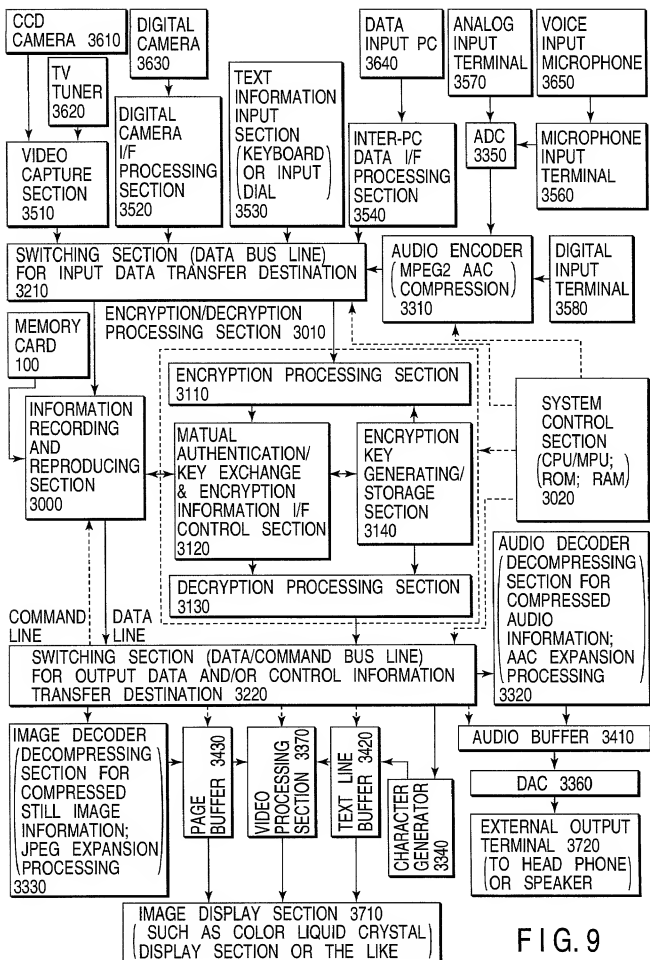 CCD
CAMERA 3610
DIGITAL
CAMERA
3630
TV
TUNER
3620
VIDEO
CAPTURE
SECTION
3510
DIGITAL
CAMERA
I/F
PROCESSING
SECTION
3520
TEXT
INFORMATION
INPUT
SECTION
(KEYBOARD)
(OR INPUT)
(DIAL)
3530
DATA
INPUT PC
3640
INTER-PC
DATA I/F
PROCESSING
SECTION
3540
ANALOG
INPUT
TERMINAL
3570
VOICE
INPUT
MICROPHONE
3650
ADC
3350
MICROPHONE
INPUT
TERMINAL
3560
SWITCHING SECTION (DATA BUS LINE)
FOR INPUT DATA TRANSFER DESTINATION
3210
AUDIO ENCODER
(MPEG2 AAC)
(COMPRESSION)
3310
DIGITAL
INPUT
TERMINAL
3580
ENCRYPTION/DECRYPTION
PROCESSING SECTION 3010
MEMORY
CARD
100
INFORMATION
RECORDING
AND
REPRODUCING
SECTION
3000
ENCRYPTION PROCESSING SECTION
3110
MATUAL
AUTHENTICATION/
KEY EXCHANGE
& ENCRYPTION
INFORMATION I/F
CONTROL SECTION
3120
ENCRYPTION
KEY
GENERATING/
STORAGE
SECTION
3140
DECRYPTION PROCESSING SECTION
3130
SYSTEM
CONTROL
SECTION
(CPU/MPU;)
(ROM; RAM)
3020
COMMAND
LINE
DATA
LINE
SWITCHING SECTION (DATA/COMMAND BUS LINE)
FOR OUTPUT DATA AND/OR CONTROL INFORMATION
TRANSFER DESTINATION 3220
AUDIO DECODER
(DECOMPRESSING
SECTION FOR
COMPRESSED
AUDIO
INFORMATION;
AAC EXPANSION
PROCESSING)
3320
IMAGE DECODER
(DECOMPRESSING
SECTION FOR
COMPRESSED
STILL IMAGE
INFORMATION;
JPEG EXPANSION
PROCESSING)
3330
PAGE
BUFFER 3430
VIDEO
PROCESSING
SECTION 3370
TEXT LINE
BUFFER 3420
CHARACTER
GENERATOR
3340
AUDIO BUFFER 3410
DAC 3360
EXTERNAL OUTPUT
TERMINAL 3720
(TO HEAD PHONE)
(OR SPEAKER)
IMAGE DISPLAY SECTION 3710
(SUCH AS COLOR LIQUID CRYSTAL)
(DISPLAY SECTION OR THE LIKE)
FIG. 9